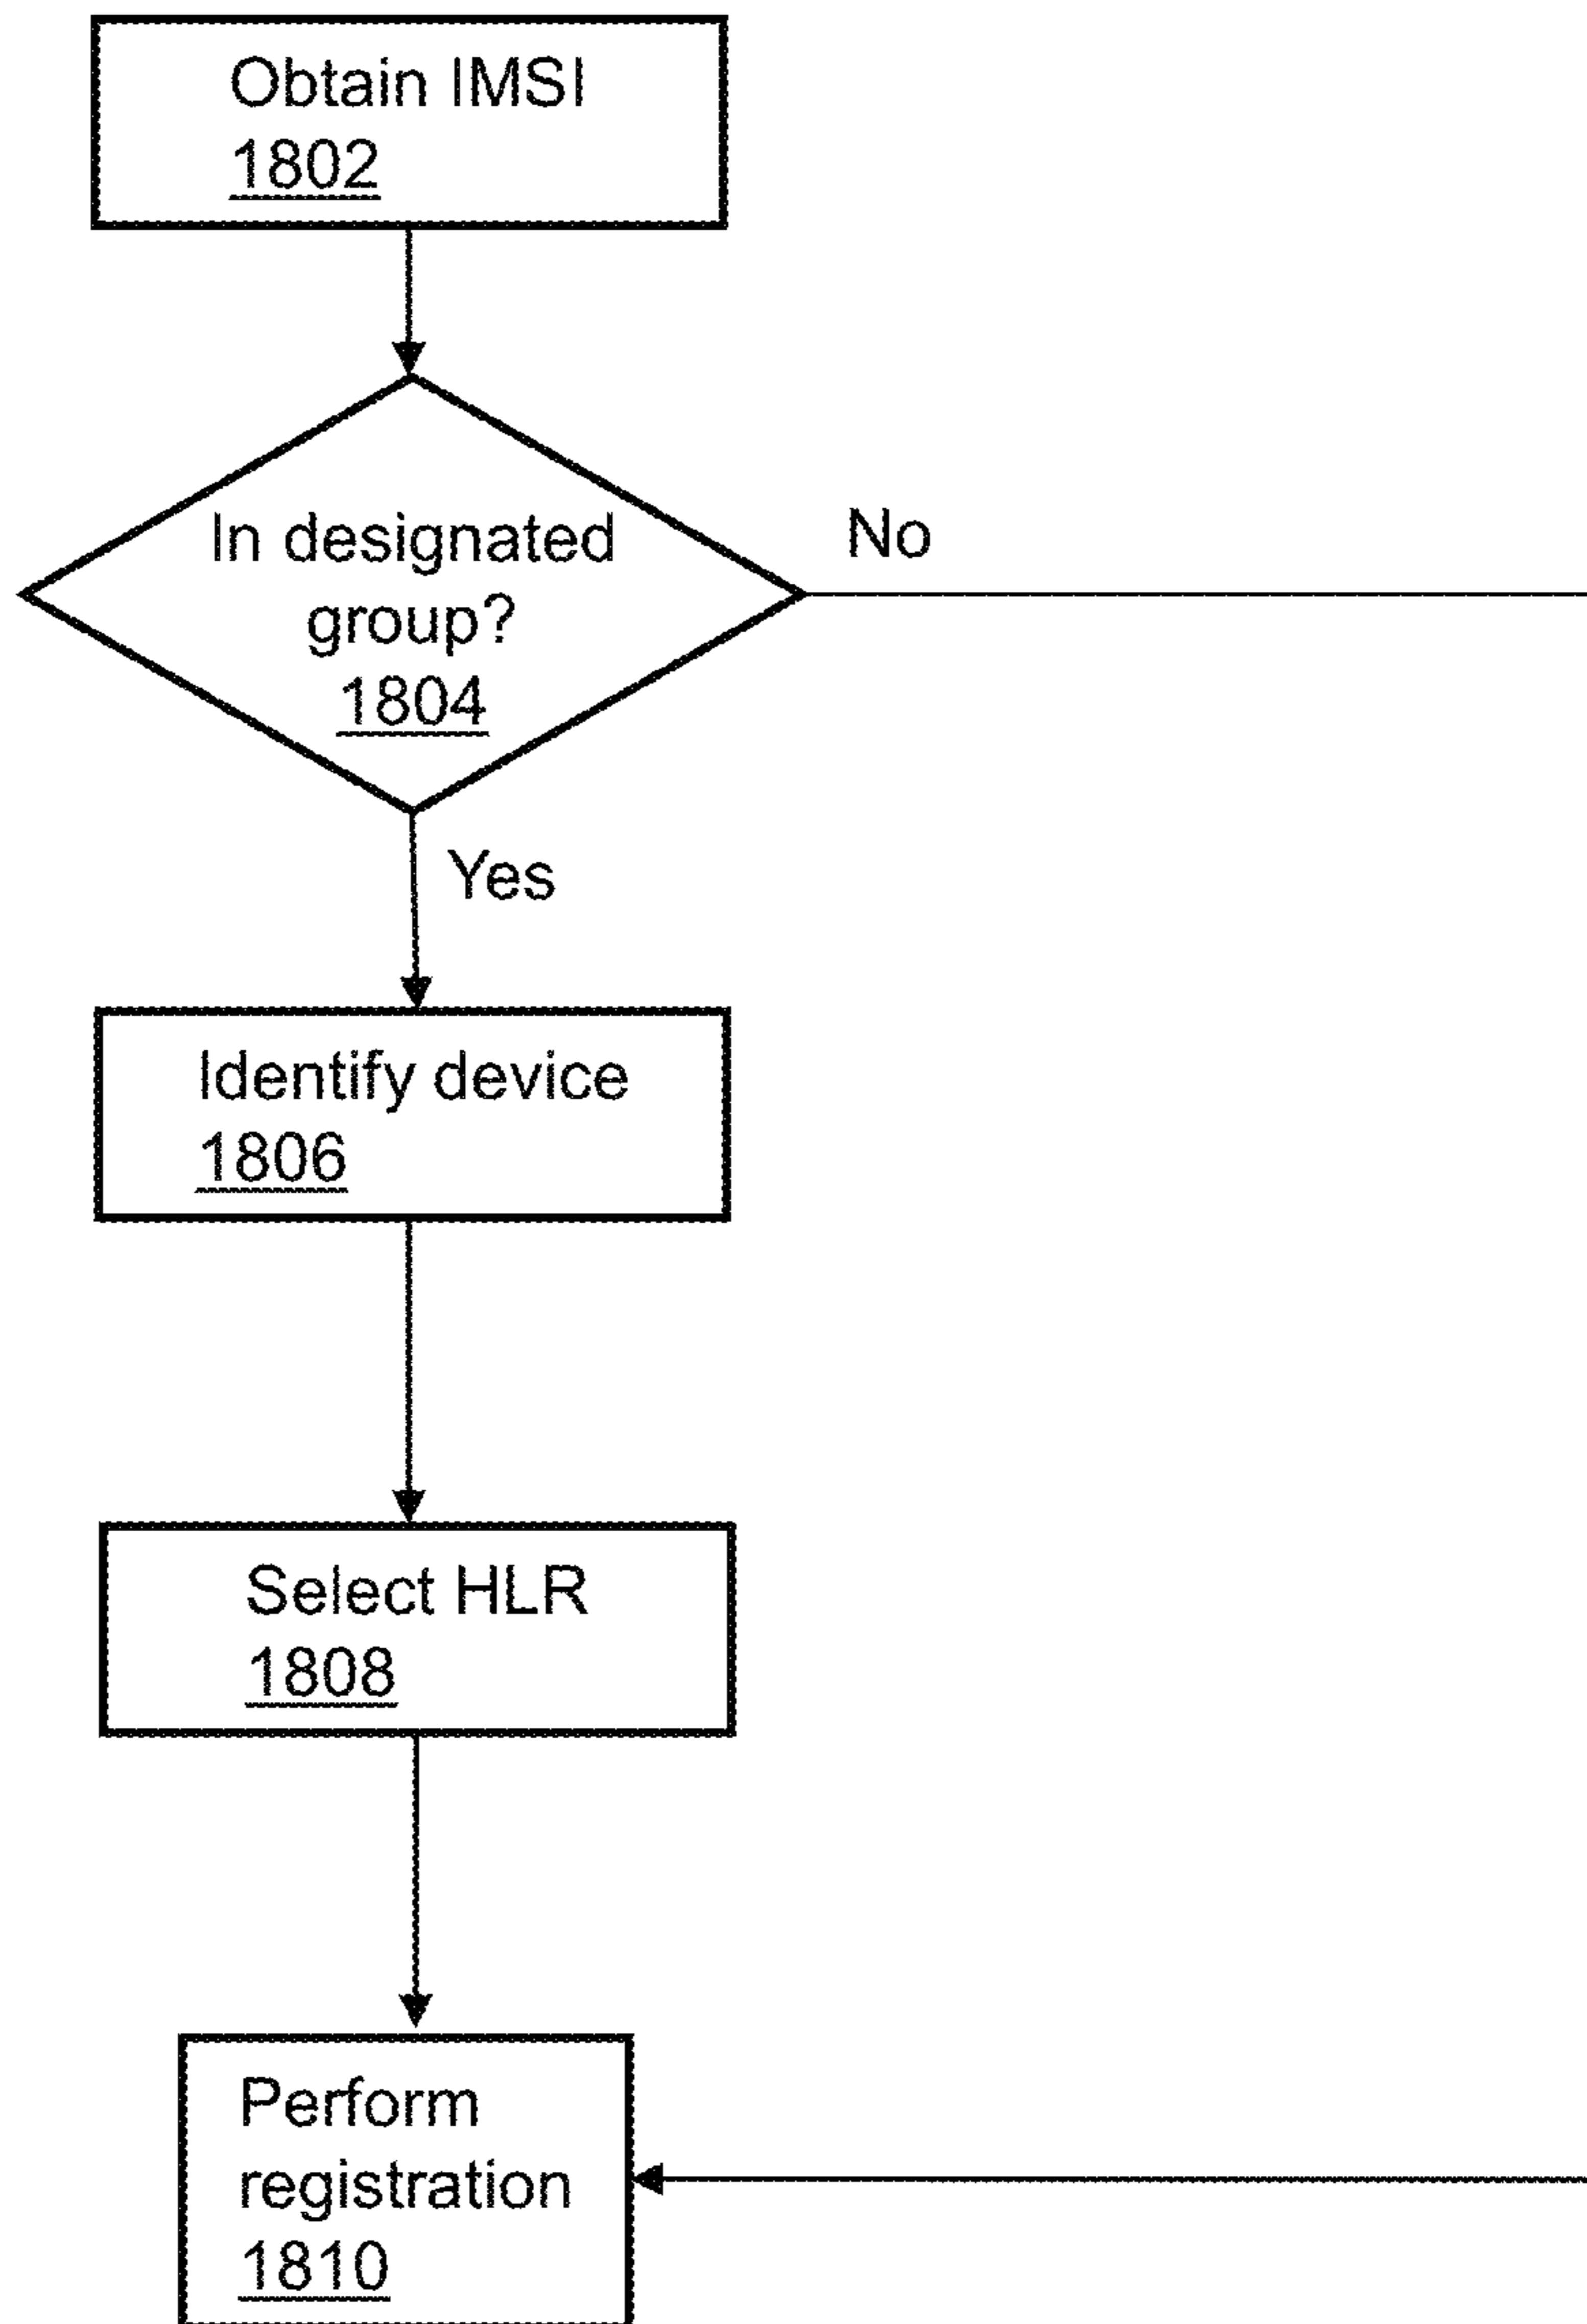 Obtain IMSI
1802
In designated
group?
1804
No
Yes
Identify device
1806
Select HLR
1808
Perform
registration
1810